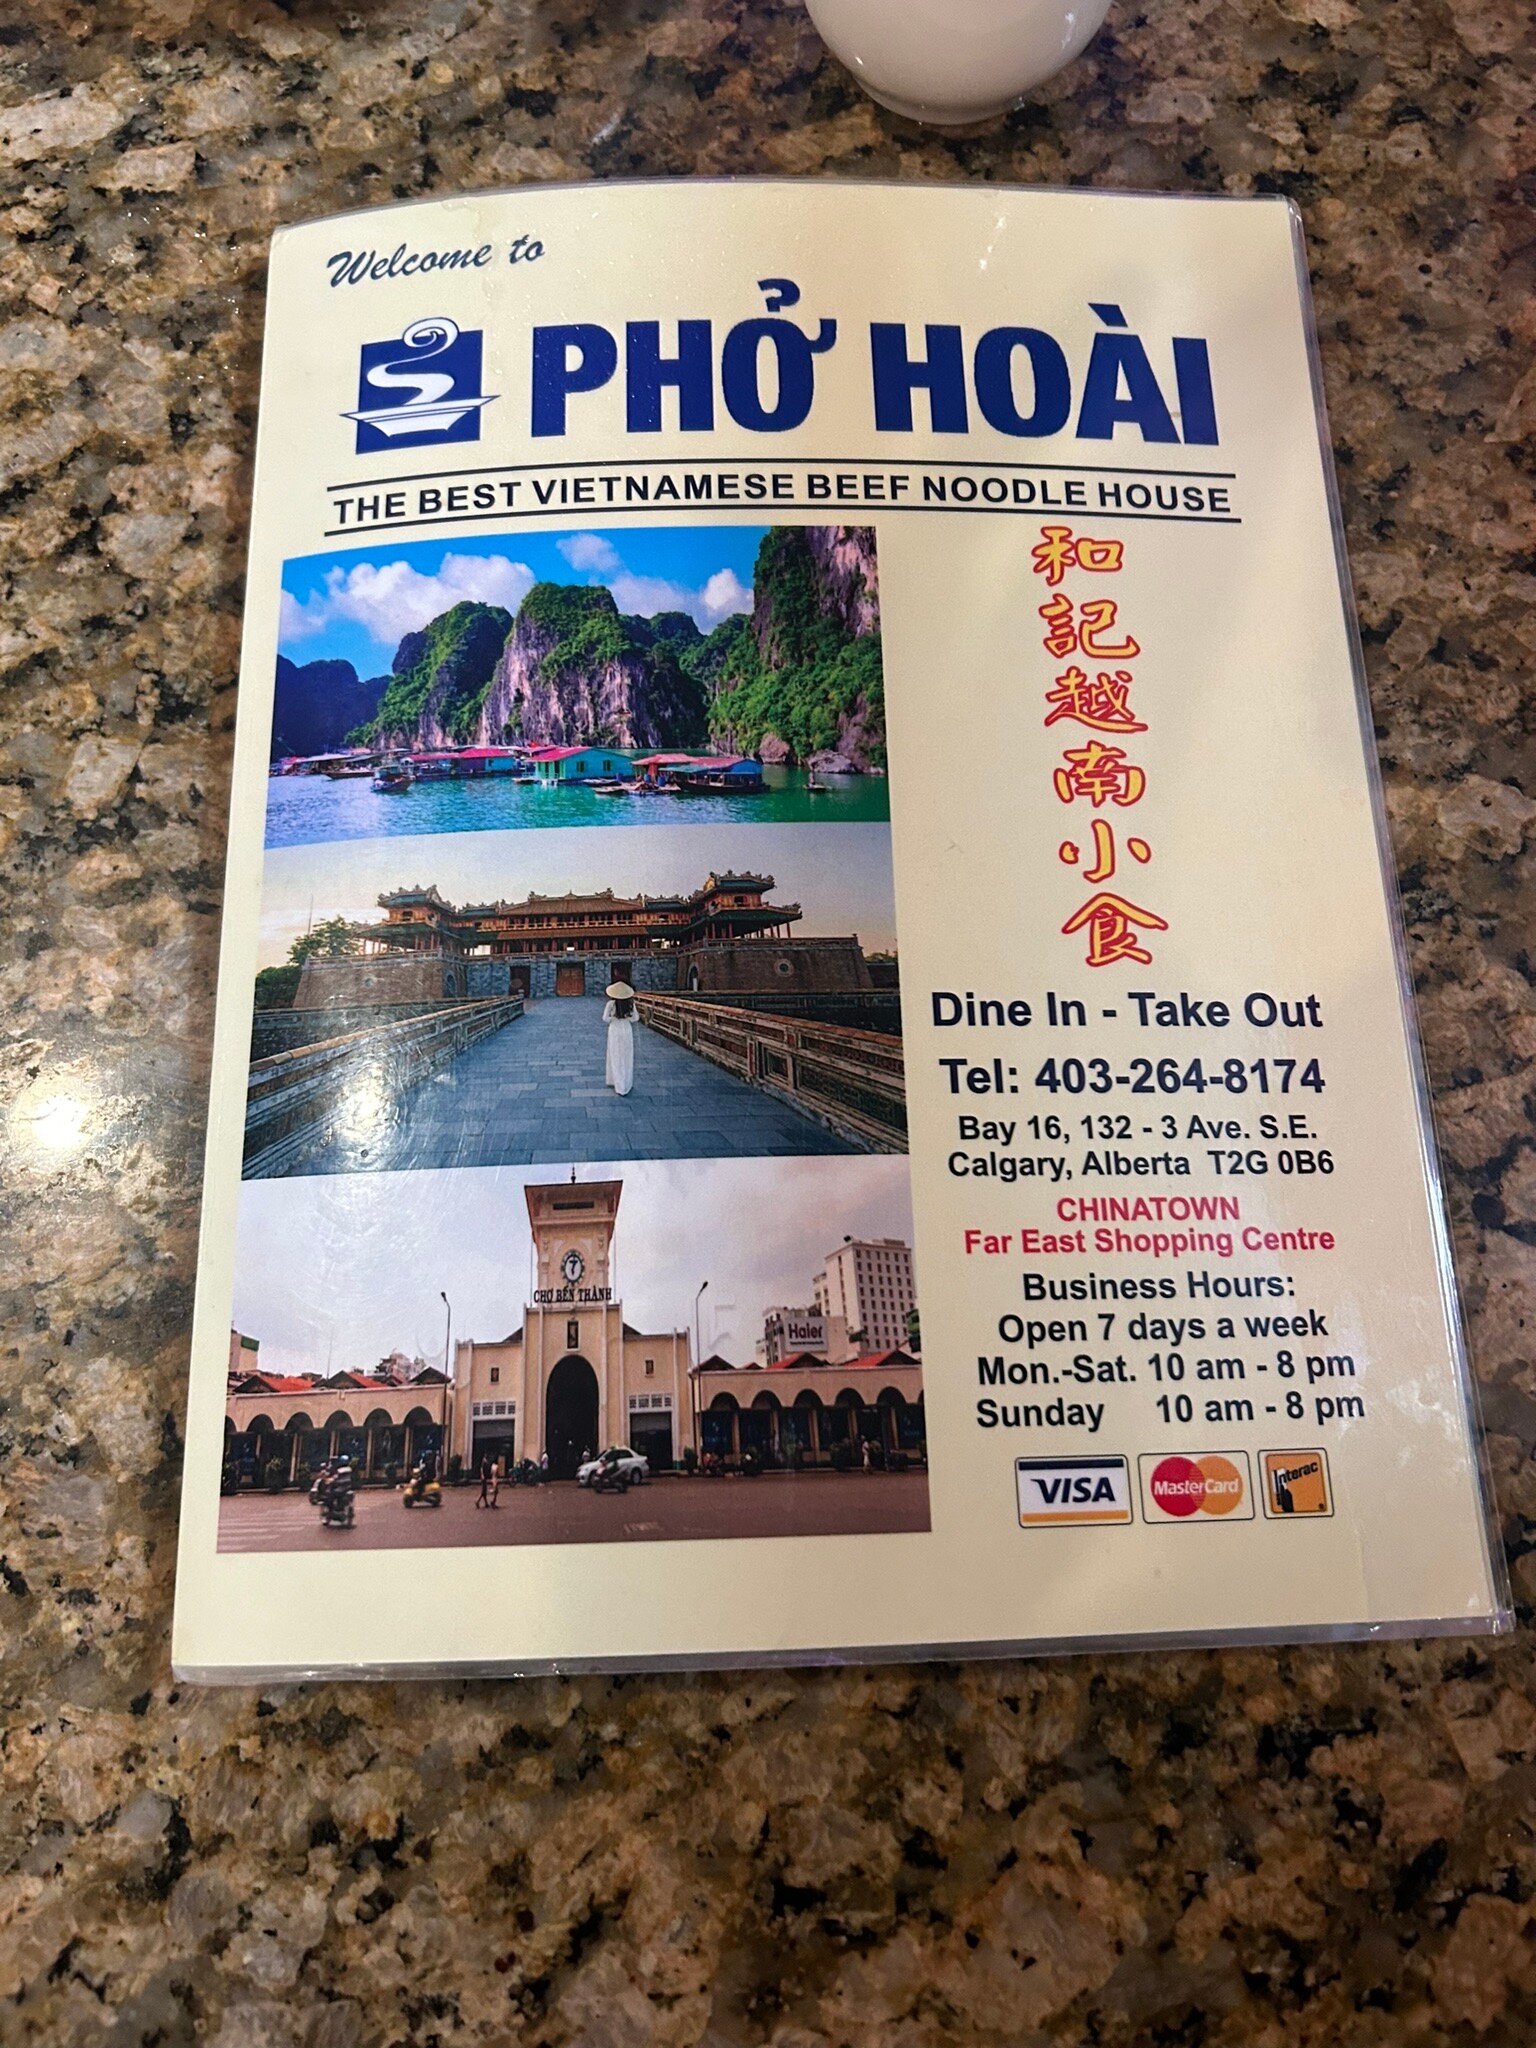 Welcome to
PHỞ HOÀI
THE BEST VIETNAMESE BEEF NOODLE HOUSE
和記越南小食
Dine In - Take Out
Tel: 403-264-8174
Bay 16, 132 - 3 Ave. S.E.
Calgary, Alberta T2G 0B6
CHINATOWN
Far East Shopping Centre
Business Hours:
Open 7 days a week
Mon.-Sat. 10 am - 8 pm
Sunday 10 am - 8 pm
VISA
MasterCard
Interac
CHỢ BẾN THÀNH
Haier